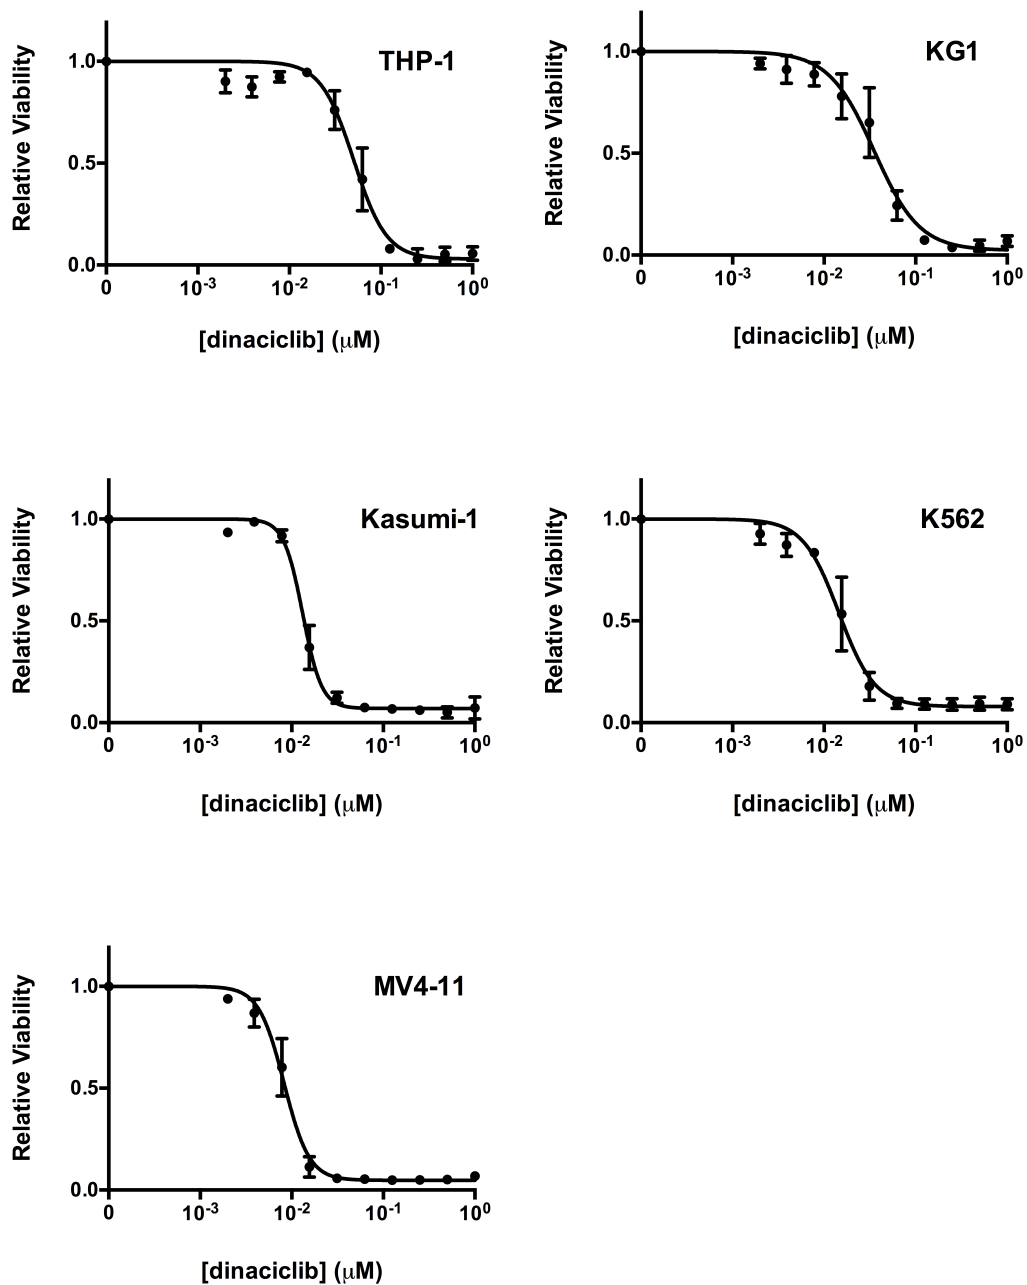 THP-1
Relative Viability
1.0
0.5
0.0
0 10⁻³ 10⁻² 10⁻¹ 10⁰
[dinaciclib] (μM)
KG1
Relative Viability
1.0
0.5
0.0
0 10⁻³ 10⁻² 10⁻¹ 10⁰
[dinaciclib] (μM)
Kasumi-1
Relative Viability
1.0
0.5
0.0
0 10⁻³ 10⁻² 10⁻¹ 10⁰
[dinaciclib] (μM)
K562
Relative Viability
1.0
0.5
0.0
0 10⁻³ 10⁻² 10⁻¹ 10⁰
[dinaciclib] (μM)
MV4-11
Relative Viability
1.0
0.5
0.0
0 10⁻³ 10⁻² 10⁻¹ 10⁰
[dinaciclib] (μM)